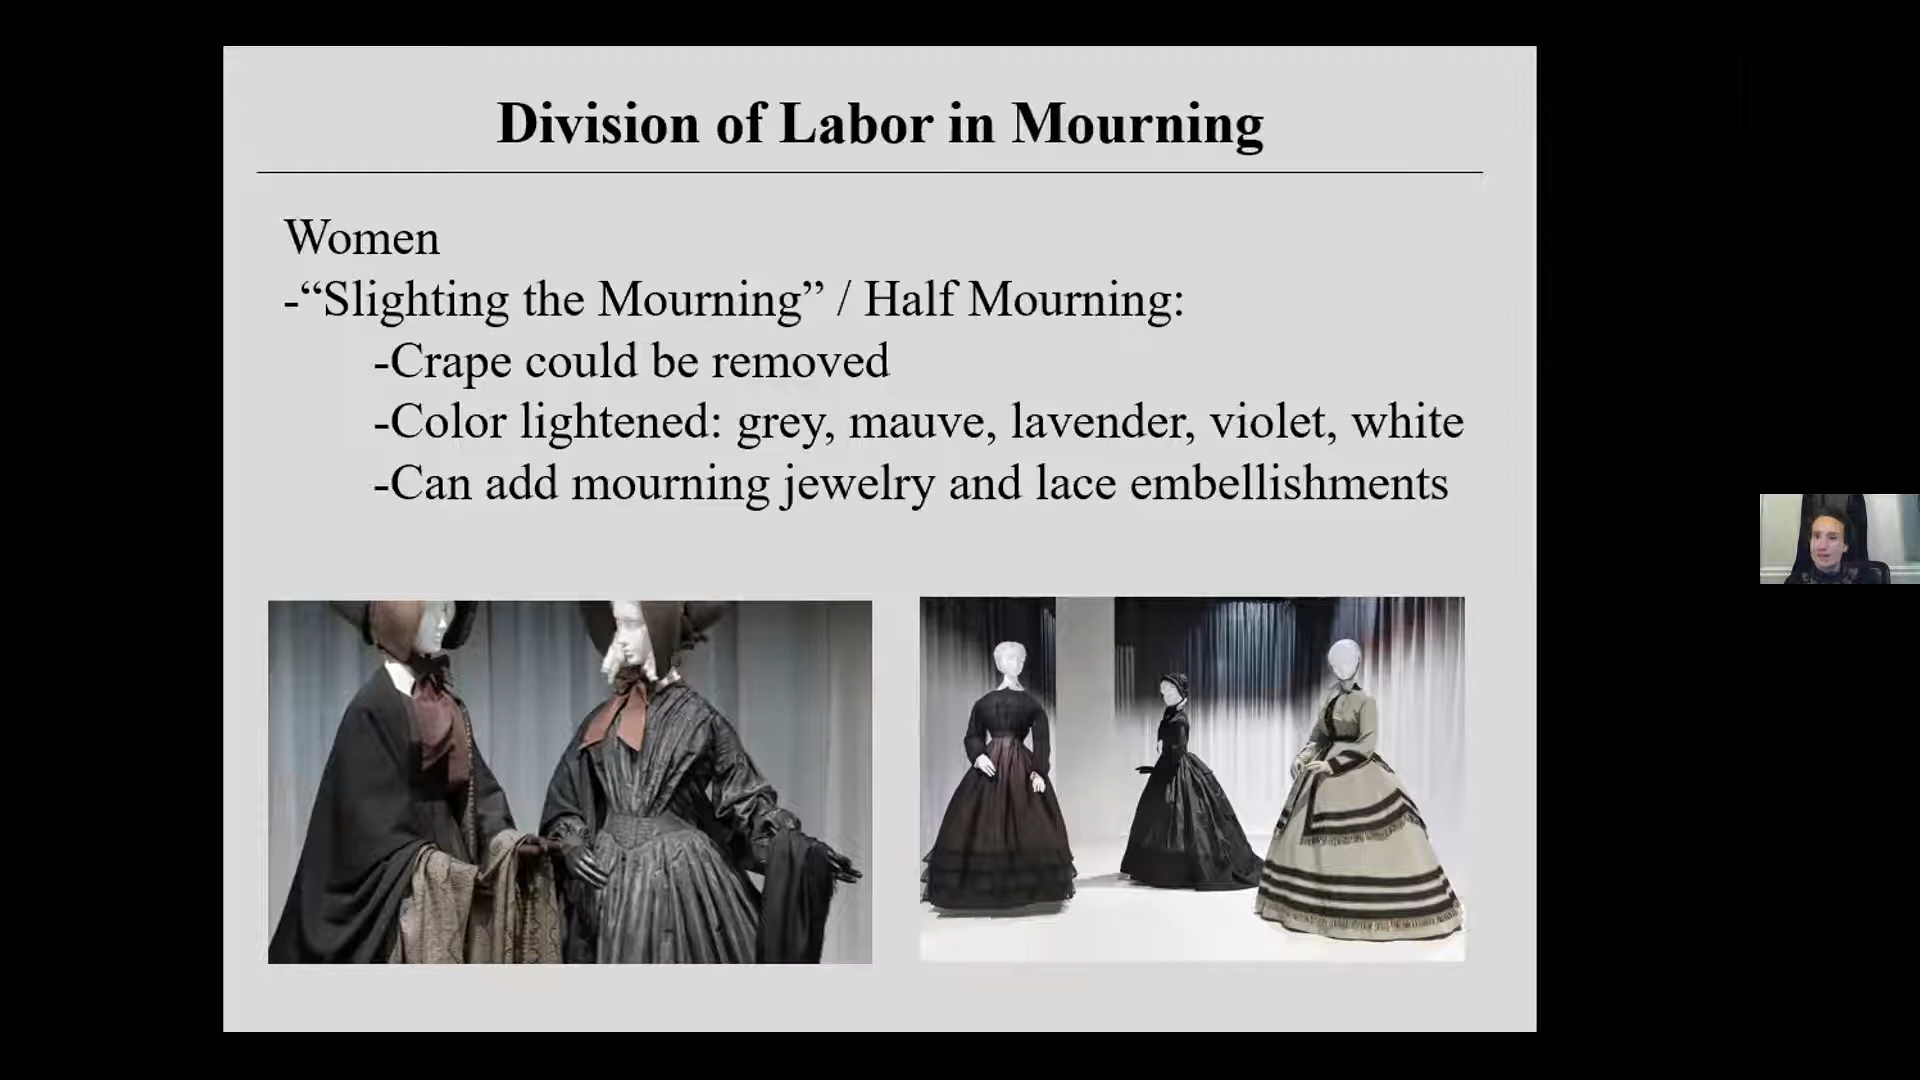 Division of Labor in Mourning
Women
-“Slighting the Mourning” / Half Mourning:
-Crape could be removed
-Color lightened: grey, mauve, lavender, violet, white
-Can add mourning jewelry and lace embellishments